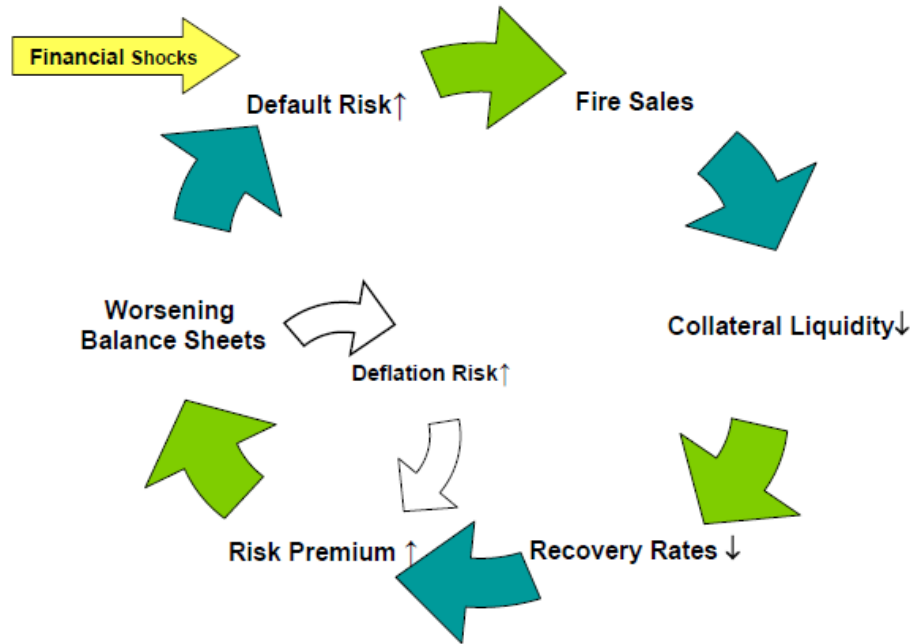 Financial Shocks
Default Risk↑
Fire Sales
Worsening
Balance Sheets
Collateral Liquidity↓
Deflation Risk↑
Risk Premium ↑
Recovery Rates ↓